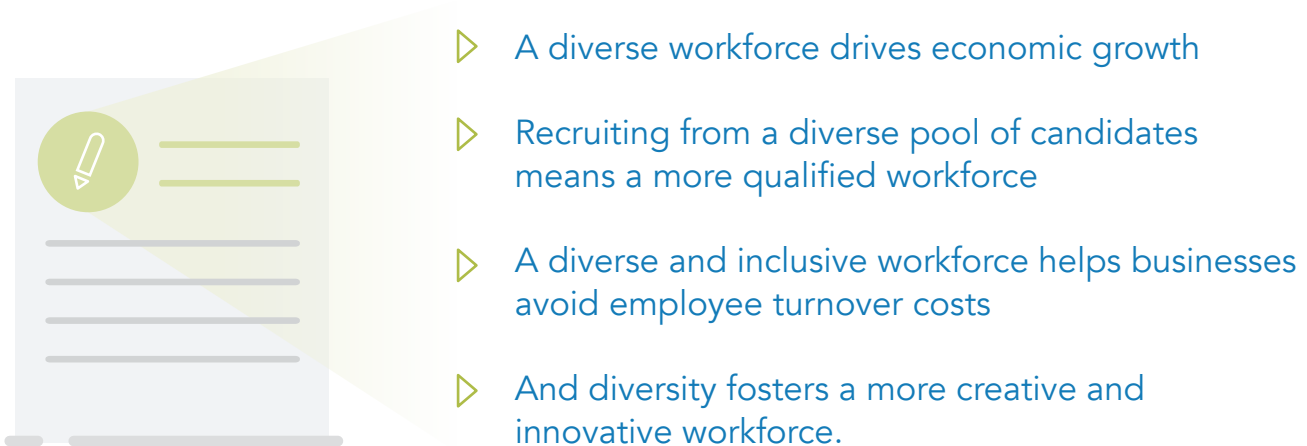 A diverse workforce drives economic growth
Recruiting from a diverse pool of candidates
means a more qualified workforce
A diverse and inclusive workforce helps businesses
avoid employee turnover costs
And diversity fosters a more creative and
innovative workforce.